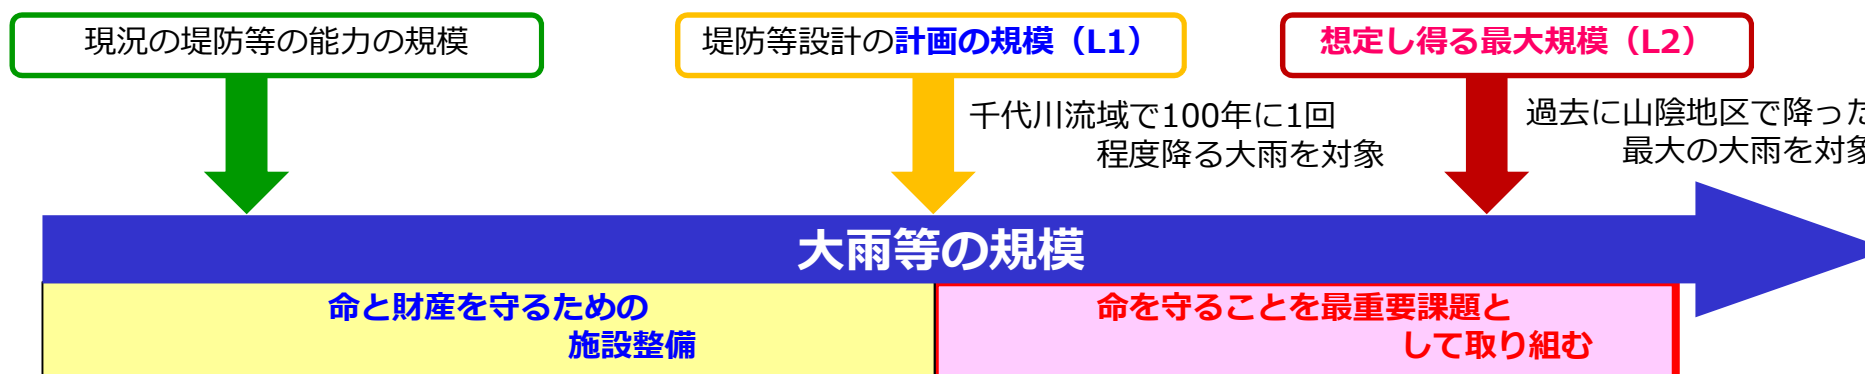 現況の堤防等の能力の規模
堤防等設計の計画の規模（L1）
想定し得る最大規模（L2）
千代川流域で100年に1回
程度降る大雨を対象
過去に山陰地区で降った
最大の大雨を対象
大雨等の規模
命と財産を守るための
施設整備
命を守ることを最重要課題と
して取り組む